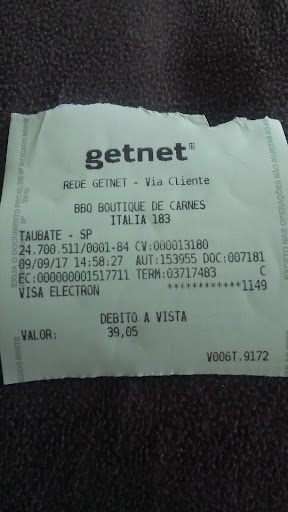 getnet
REDE GETNET - Via Cliente
BBQ BOUTIQUE DE CARNES
ITALIA 183
TAUBATE - SP
24.700.511/0001-84 CV:000013180
09/09/17 14:58:27 AUT:153955 DOC:007181
EC:000000001517711 TERM:03717483 C
VISA ELECTRON ************1149
DEBITO A VISTA
VALOR: 39,05
V006T.9172